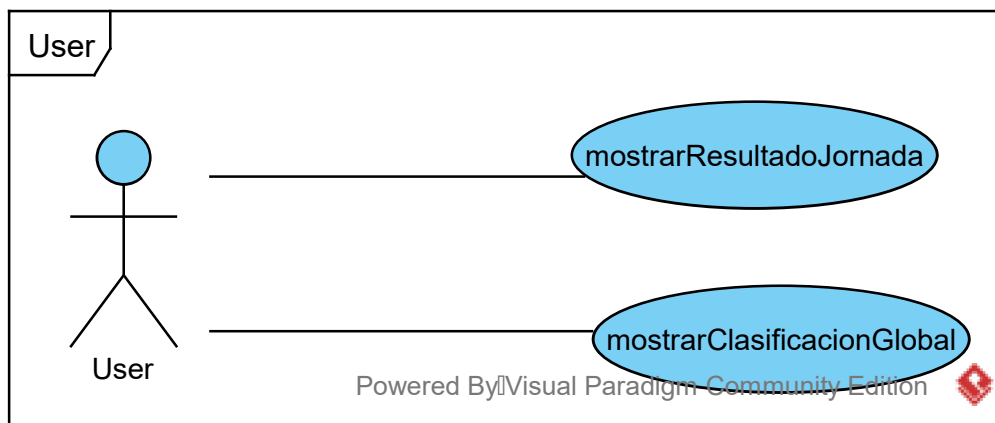 User
mostrarResultadoJornada
mostrarClasificacionGlobal
User
Powered By Visual Paradigm Community Edition